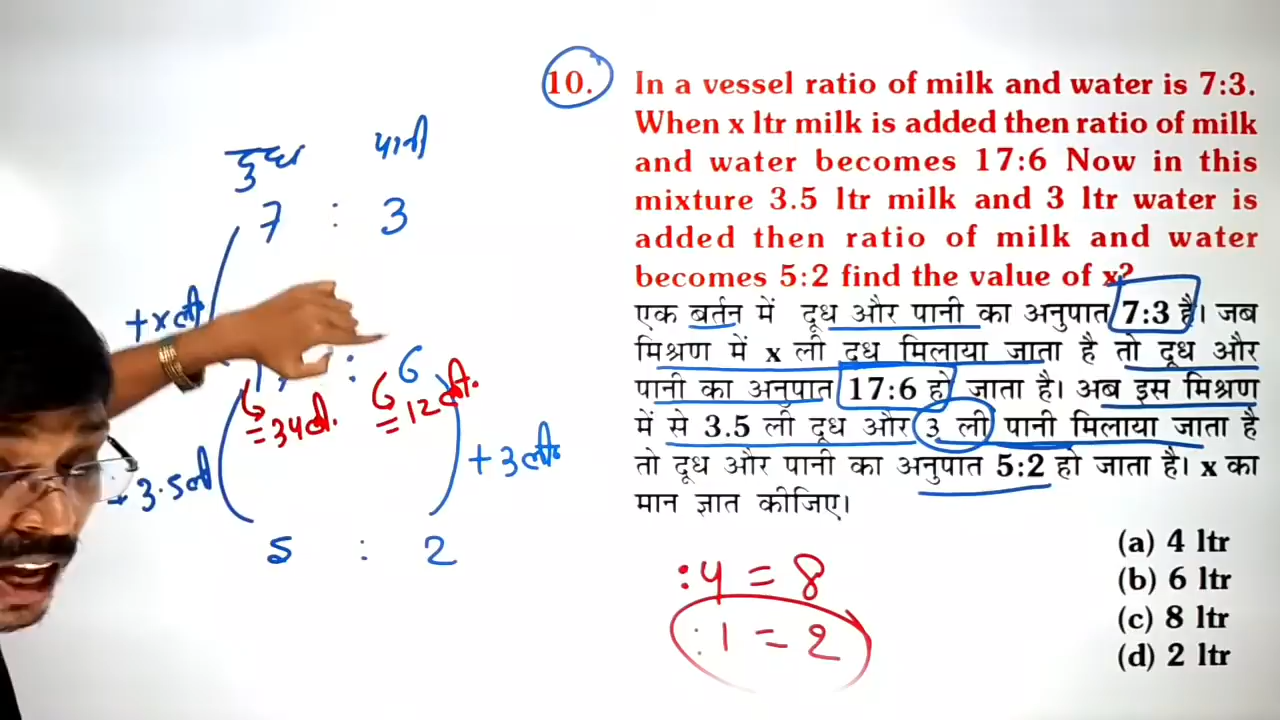 10. In a vessel ratio of milk and water is 7:3.
When x ltr milk is added then ratio of milk
and water becomes 17:6 Now in this
mixture 3.5 ltr milk and 3 ltr water is
added then ratio of milk and water
becomes 5:2 find the value of x?
एक बर्तन में दूध और पानी का अनुपात 7:3 है। जब
मिश्रण में x ली दूध मिलाया जाता है तो दूध और
पानी का अनुपात 17:6 हो जाता है। अब इस मिश्रण
में से 3.5 ली दूध और 3 ली पानी मिलाया जाता है
तो दूध और पानी का अनुपात 5:2 हो जाता है। x का
मान ज्ञात कीजिए।
(a) 4 ltr
(b) 6 ltr
(c) 8 ltr
(d) 2 ltr
दूध पानी
7 : 3
+x ली
: 6
34 ली. 12 ली.
3.5 ली +3 ली
5 : 2
:4 = 8
:1 = 2